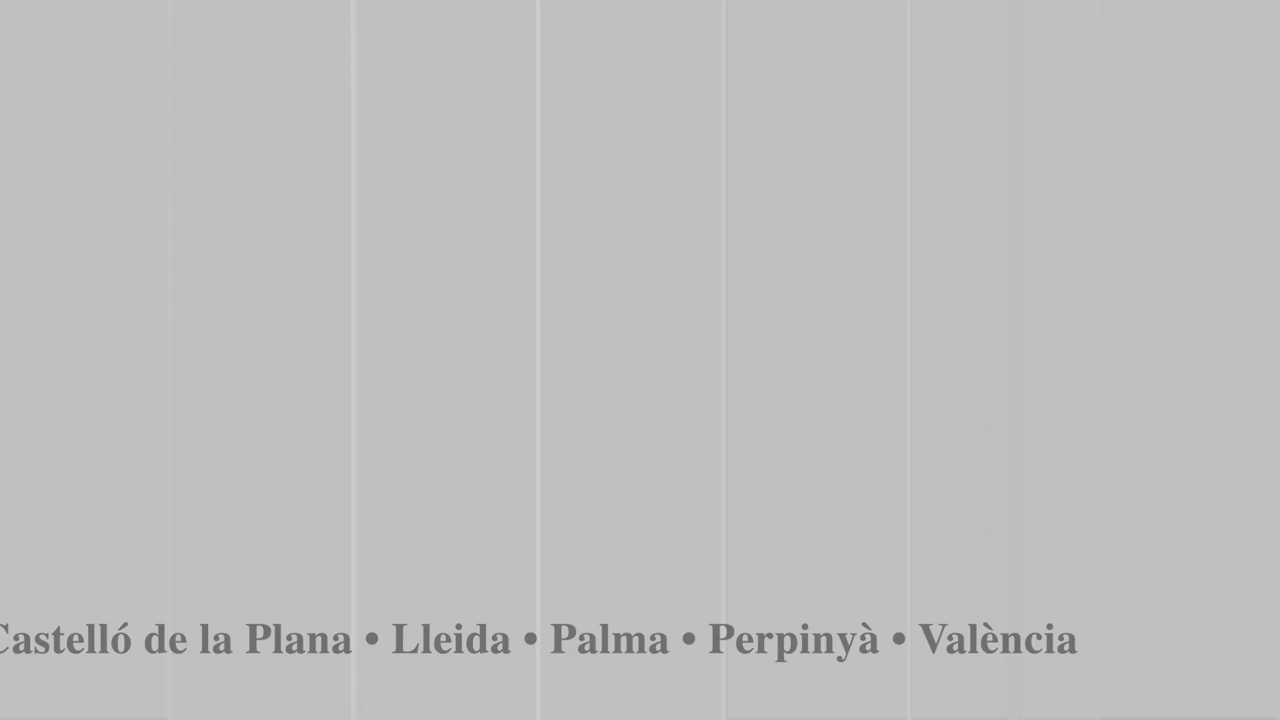 Castelló de la Plana • Lleida • Palma • Perpinyà • València